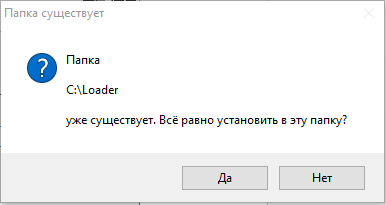 Папка существует
Папка
C:\Loader
уже существует. Всё равно установить в эту папку?
Да
Нет